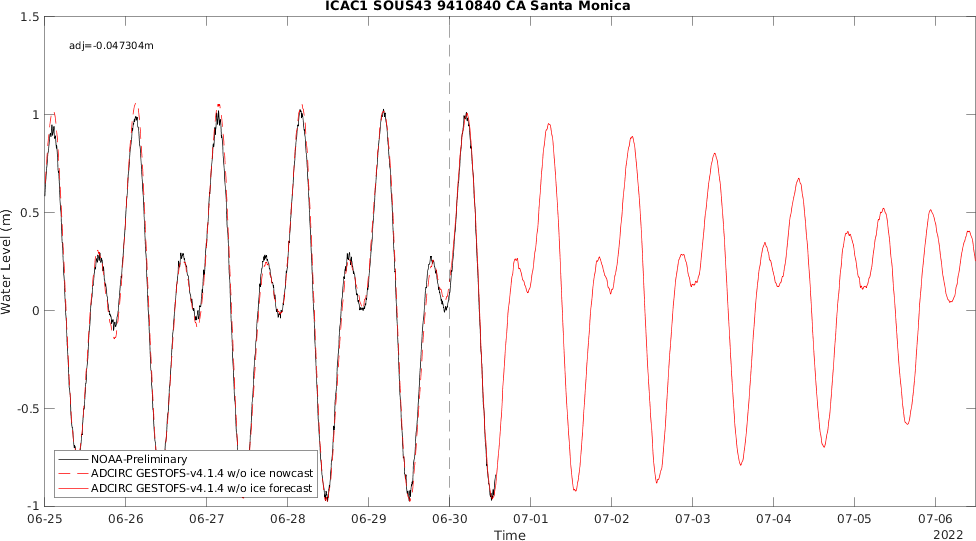 ICAC1 SOUS43 9410840 CA Santa Monica
1.5
adj=-0.047304m
1
0.5
0
-0.5
-1
Water Level (m)
NOAA-Preliminary
ADCIRC GESTOFS-v4.1.4 w/o ice nowcast
ADCIRC GESTOFS-v4.1.4 w/o ice forecast
06-25 06-26 06-27 06-28 06-29 06-30 07-01 07-02 07-03 07-04 07-05 07-06
Time
2022